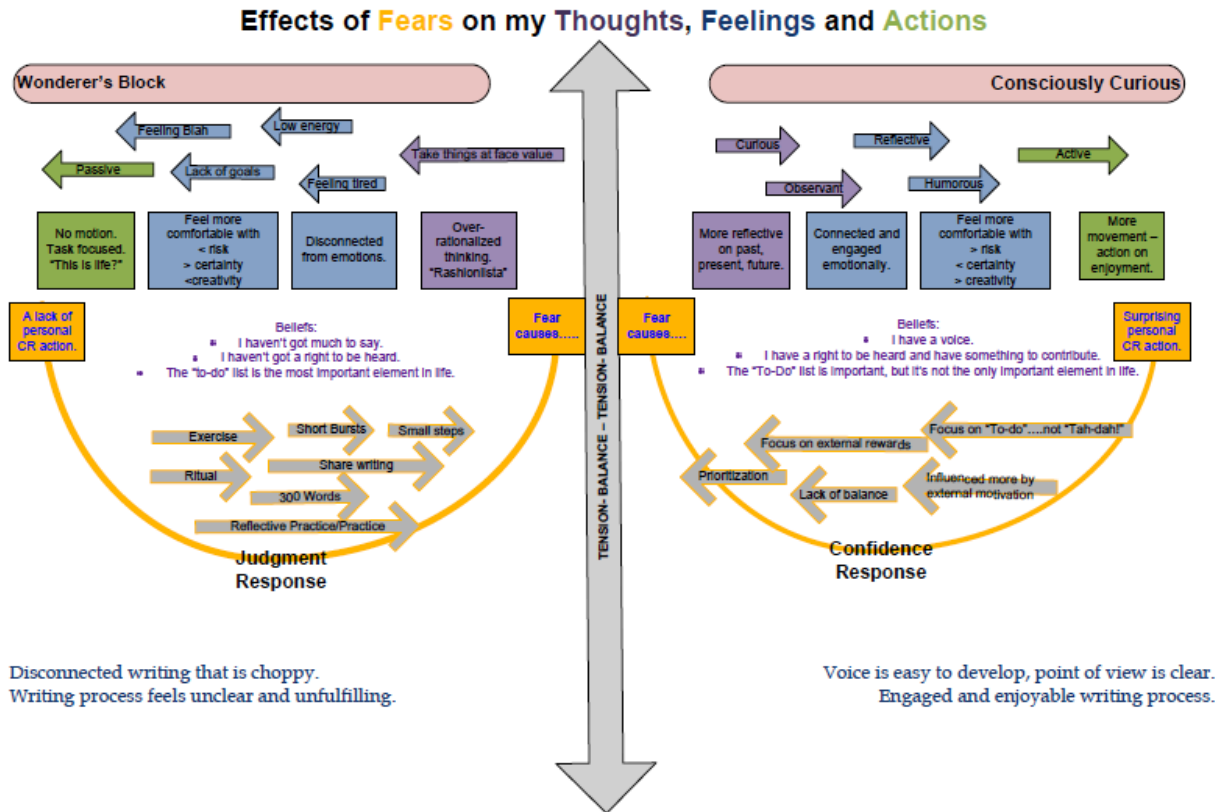 Effects of Fears on my Thoughts, Feelings and Actions
Wonderer's Block
Feeling Blah
Low energy
Take things at face value
Passive
Lack of goals
Feeling tired
No motion.
Task focused.
"This is life?"
Feel more
comfortable with
< risk
> certainty
<creativity
Disconnected
from emotions.
Over-
rationalized
thinking.
"Rashionlista"
A lack of
personal
CR action.
Fear
causes.....
Beliefs:
I haven't got much to say.
I haven't got a right to be heard.
The "to-do" list is the most important element in life.
Exercise
Short Bursts
Small steps
Ritual
Share writing
300 Words
Reflective Practice/Practice
Judgment
Response
Disconnected writing that is choppy.
Writing process feels unclear and unfulfilling.
TENSION- BALANCE – TENSION- BALANCE
Consciously Curious
Curious
Reflective
Active
Observant
Humorous
More reflective
on past,
present, future.
Connected and
engaged
emotionally.
Feel more
comfortable with
> risk
< certainty
> creativity
More
movement –
action on
enjoyment.
Fear
causes....
Surprising
personal
CR action.
Beliefs:
I have a voice.
I have a right to be heard and have something to contribute.
The "To-Do" list is important, but it's not the only important element in life.
Focus on "To-do"....not "Tah-dah!"
Focus on external rewards
Prioritization
Influenced more by
external motivation
Lack of balance
Confidence
Response
Voice is easy to develop, point of view is clear.
Engaged and enjoyable writing process.